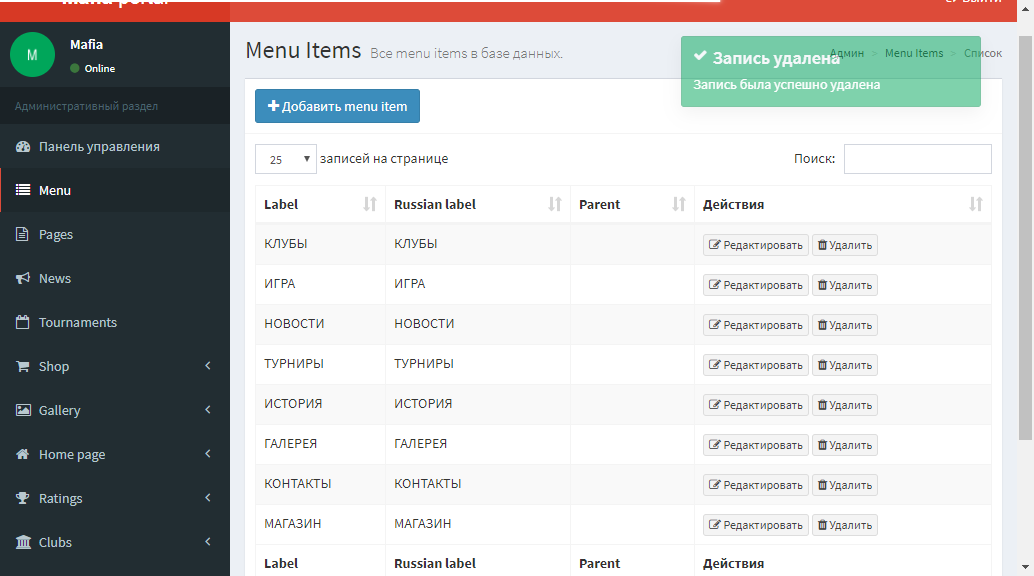 Mafia portal
Выйти
M
Mafia
Online
Административный раздел
Панель управления
Menu
Pages
News
Tournaments
Shop
Gallery
Home page
Ratings
Clubs
Menu Items Все menu items в базе данных.
Админ > Menu Items > Список
Запись удалена
Запись была успешно удалена
Добавить menu item
25 записей на странице
Поиск:
Label Russian label Parent Действия
КЛУБЫ КЛУБЫ Редактировать Удалить
ИГРА ИГРА Редактировать Удалить
НОВОСТИ НОВОСТИ Редактировать Удалить
ТУРНИРЫ ТУРНИРЫ Редактировать Удалить
ИСТОРИЯ ИСТОРИЯ Редактировать Удалить
ГАЛЕРЕЯ ГАЛЕРЕЯ Редактировать Удалить
КОНТАКТЫ КОНТАКТЫ Редактировать Удалить
МАГАЗИН МАГАЗИН Редактировать Удалить
Label Russian label Parent Действия